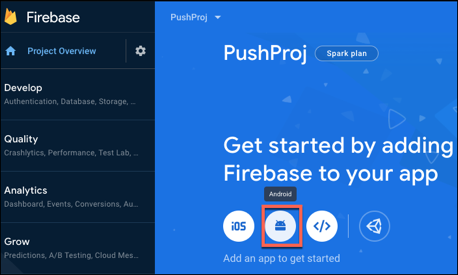 Firebase
PushProj
Project Overview
Develop
Authentication, Database, Storage, ...
Quality
Crashlytics, Performance, Test Lab, ...
Analytics
Dashboard, Events, Conversions, Au...
Grow
Predictions, A/B Testing, Cloud Mes...
PushProj
Spark plan
Get started by adding
Firebase to your app
Android
iOS
</>
Add an app to get started